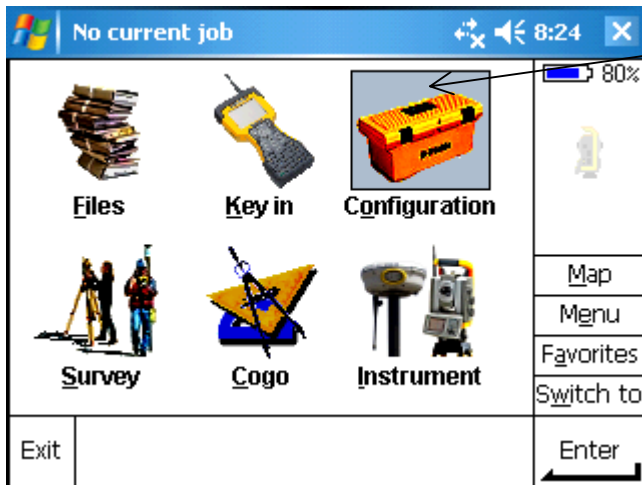 No current job 8:24
80%
Files Key in Configuration
Survey Cogo Instrument
Map
Menu
Favorites
Switch to
Exit Enter